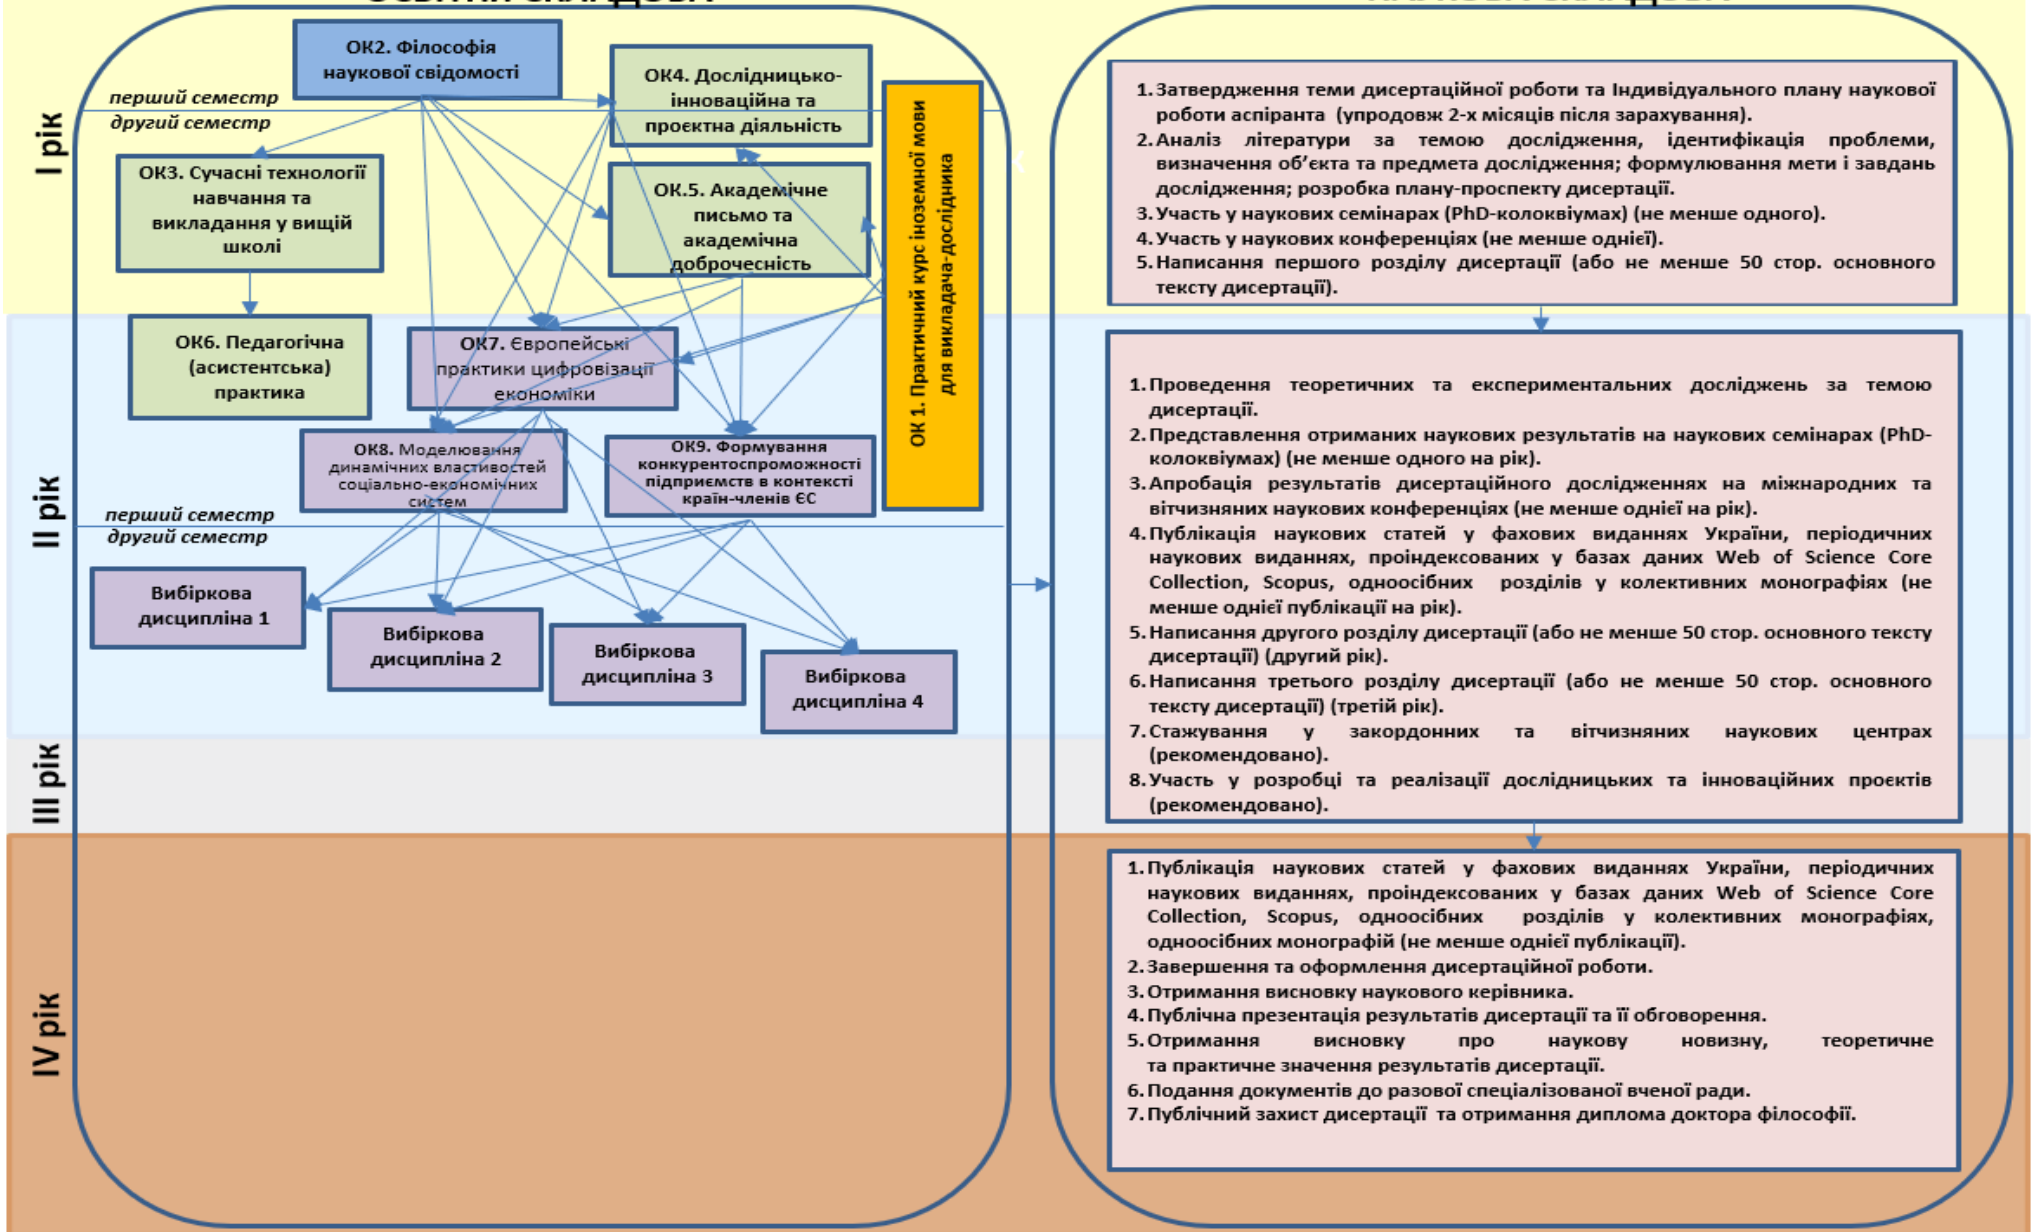 I рік
ОК2. Філософія
наукової свідомості
перший семестр
другий семестр
ОК4. Дослідницько-
інноваційна та
проєктна діяльність
ОК3. Сучасні технології
навчання та
викладання у вищій
школі
ОК.5. Академічне
письмо та
академічна
доброчесність
ОК 1. Практичний курс іноземної мови
для викладача-дослідника
II рік
ОК6. Педагогічна
(асистентська)
практика
ОК7. Європейські
практики цифровізації
економіки
ОК8. Моделювання
динамічних властивостей
соціально-економічних
систем
ОК9. Формування
конкурентоспроможності
підприємств в контексті
країн-членів ЄС
перший семестр
другий семестр
Вибіркова
дисципліна 1
Вибіркова
дисципліна 2
Вибіркова
дисципліна 3
Вибіркова
дисципліна 4
III рік
IV рік
1. Затвердження теми дисертаційної роботи та Індивідуального плану наукової
роботи аспіранта (упродовж 2-х місяців після зарахування).
2. Аналіз літератури за темою дослідження, ідентифікація проблеми,
визначення об’єкта та предмета дослідження; формулювання мети і завдань
дослідження; розробка плану-проспекту дисертації.
3. Участь у наукових семінарах (PhD-колоквіумах) (не менше одного).
4. Участь у наукових конференціях (не менше однієї).
5. Написання першого розділу дисертації (або не менше 50 стор. основного
тексту дисертації).
1. Проведення теоретичних та експериментальних досліджень за темою
дисертації.
2. Представлення отриманих наукових результатів на наукових семінарах (PhD-
колоквіумах) (не менше одного на рік).
3. Апробація результатів дисертаційного дослідженнях на міжнародних та
вітчизняних наукових конференціях (не менше однієї на рік).
4. Публікація наукових статей у фахових виданнях України, періодичних
наукових виданнях, проіндексованих у базах даних Web of Science Core
Collection, Scopus, одноосібних розділів у колективних монографіях (не
менше однієї публікації на рік).
5. Написання другого розділу дисертації (або не менше 50 стор. основного тексту
дисертації) (другий рік).
6. Написання третього розділу дисертації (або не менше 50 стор. основного
тексту дисертації) (третій рік).
7. Стажування у закордонних та вітчизняних наукових центрах
(рекомендовано).
8. Участь у розробці та реалізації дослідницьких та інноваційних проєктів
(рекомендовано).
1. Публікація наукових статей у фахових виданнях України, періодичних
наукових виданнях, проіндексованих у базах даних Web of Science Core
Collection, Scopus, одноосібних розділів у колективних монографіях,
одноосібних монографій (не менше однієї публікації).
2. Завершення та оформлення дисертаційної роботи.
3. Отримання висновку наукового керівника.
4. Публічна презентація результатів дисертації та її обговорення.
5. Отримання висновку про наукову новизну, теоретичне
та практичне значення результатів дисертації.
6. Подання документів до разової спеціалізованої вченої ради.
7. Публічний захист дисертації та отримання диплома доктора філософії.